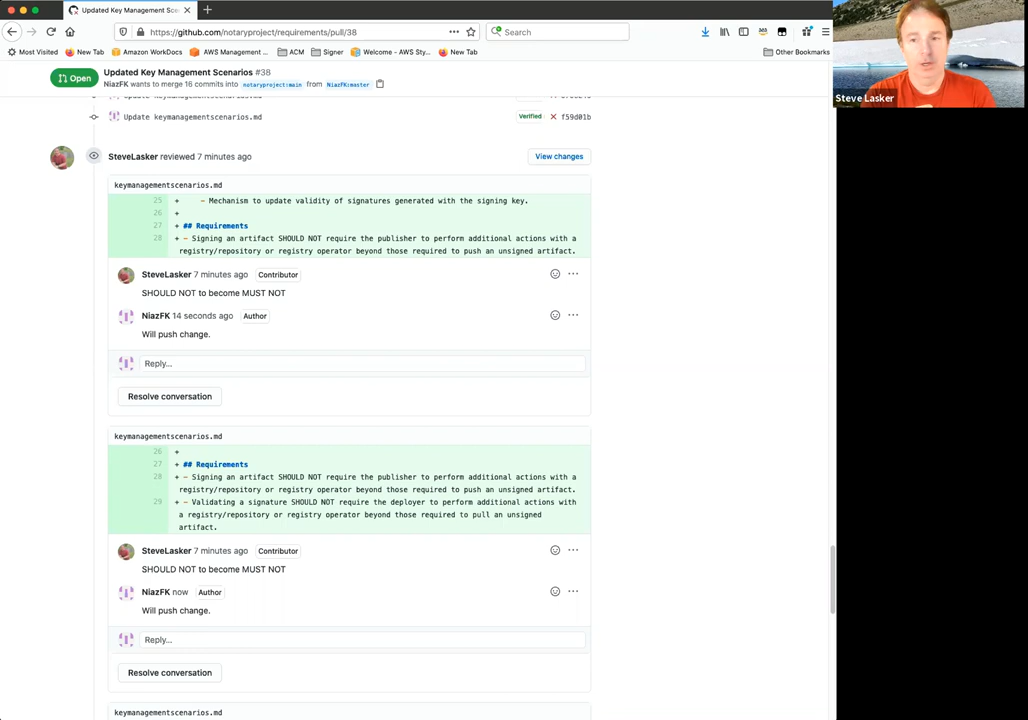 Updated Key Management Sce
https://github.com/notaryproject/requirements/pull/38
Search
Most Visited
New Tab
Amazon WorkDocs
AWS Management ...
ACM
Signer
Welcome - AWS Sty...
New Tab
Other Bookmarks
Open
Updated Key Management Scenarios #38
NiazFK wants to merge 16 commits into notaryproject:main from NiazFK:master
Update keymanagementscenarios.md
Verified f59d01b
SteveLasker reviewed 7 minutes ago
View changes
keymanagementscenarios.md
25 + - Mechanism to update validity of signatures generated with the signing key.
26 +
27 + ## Requirements
28 + - Signing an artifact SHOULD NOT require the publisher to perform additional actions with a
registry/repository or registry operator beyond those required to push an unsigned artifact.
SteveLasker 7 minutes ago Contributor
SHOULD NOT to become MUST NOT
NiazFK 14 seconds ago Author
Will push change.
Reply...
Resolve conversation
keymanagementscenarios.md
26 +
27 + ## Requirements
28 + - Signing an artifact SHOULD NOT require the publisher to perform additional actions with a
registry/repository or registry operator beyond those required to push an unsigned artifact.
29 + - Validating a signature SHOULD NOT require the deployer to perform additional actions with
a registry/repository or registry operator beyond those required to pull an unsigned
artifact.
SteveLasker 7 minutes ago Contributor
SHOULD NOT to become MUST NOT
NiazFK now Author
Will push change.
Reply...
Resolve conversation
keymanagementscenarios.md
Steve Lasker